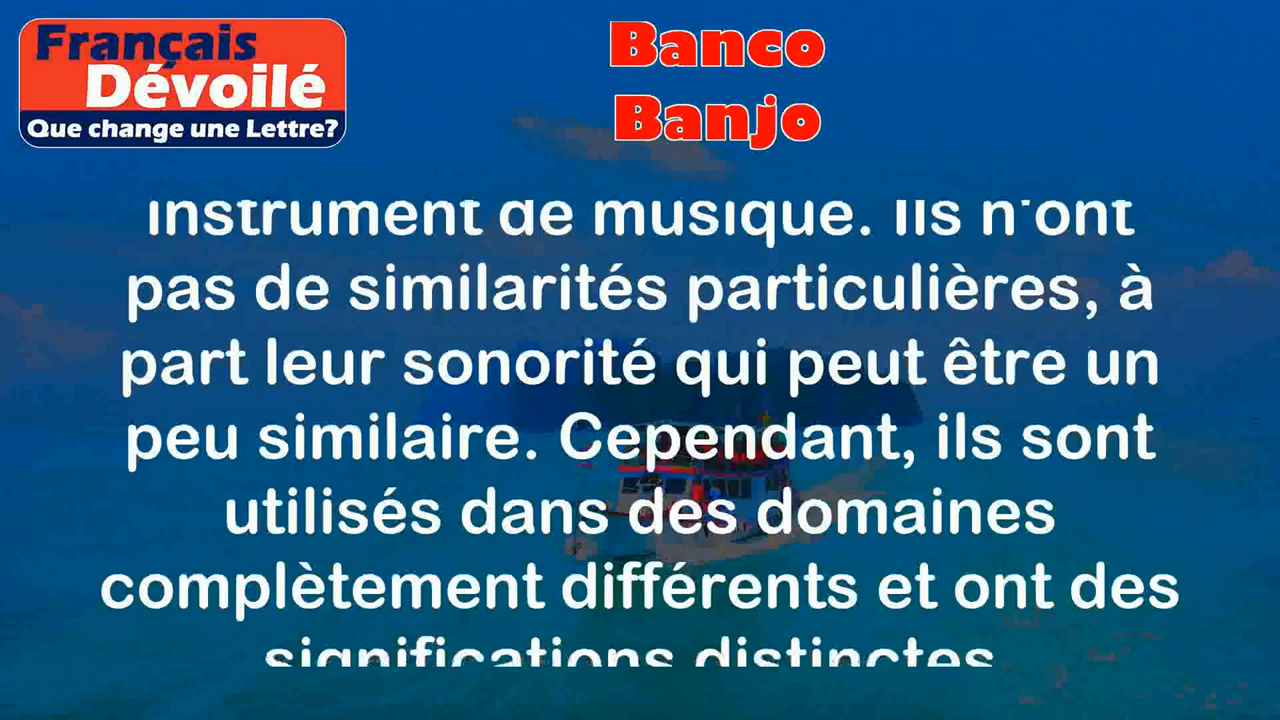 Français
Dévoilé
Que change une Lettre?
Banco
Banjo
instrument de musique. Ils n'ont
pas de similarités particulières, à
part leur sonorité qui peut être un
peu similaire. Cependant, ils sont
utilisés dans des domaines
complètement différents et ont des
significations distinctes